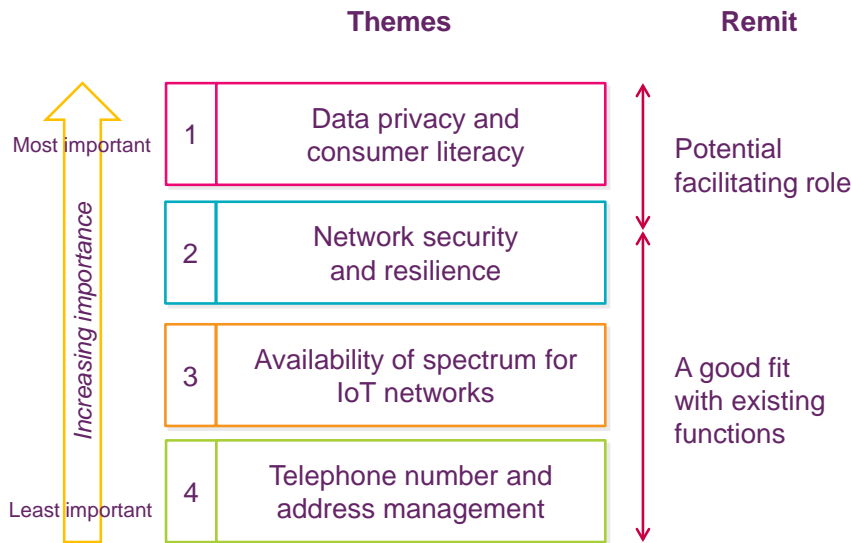 Themes
Remit
Most important
Increasing importance
Least important
1
Data privacy and
consumer literacy
2
Network security
and resilience
3
Availability of spectrum for
IoT networks
4
Telephone number and
address management
Potential
facilitating role
A good fit
with existing
functions